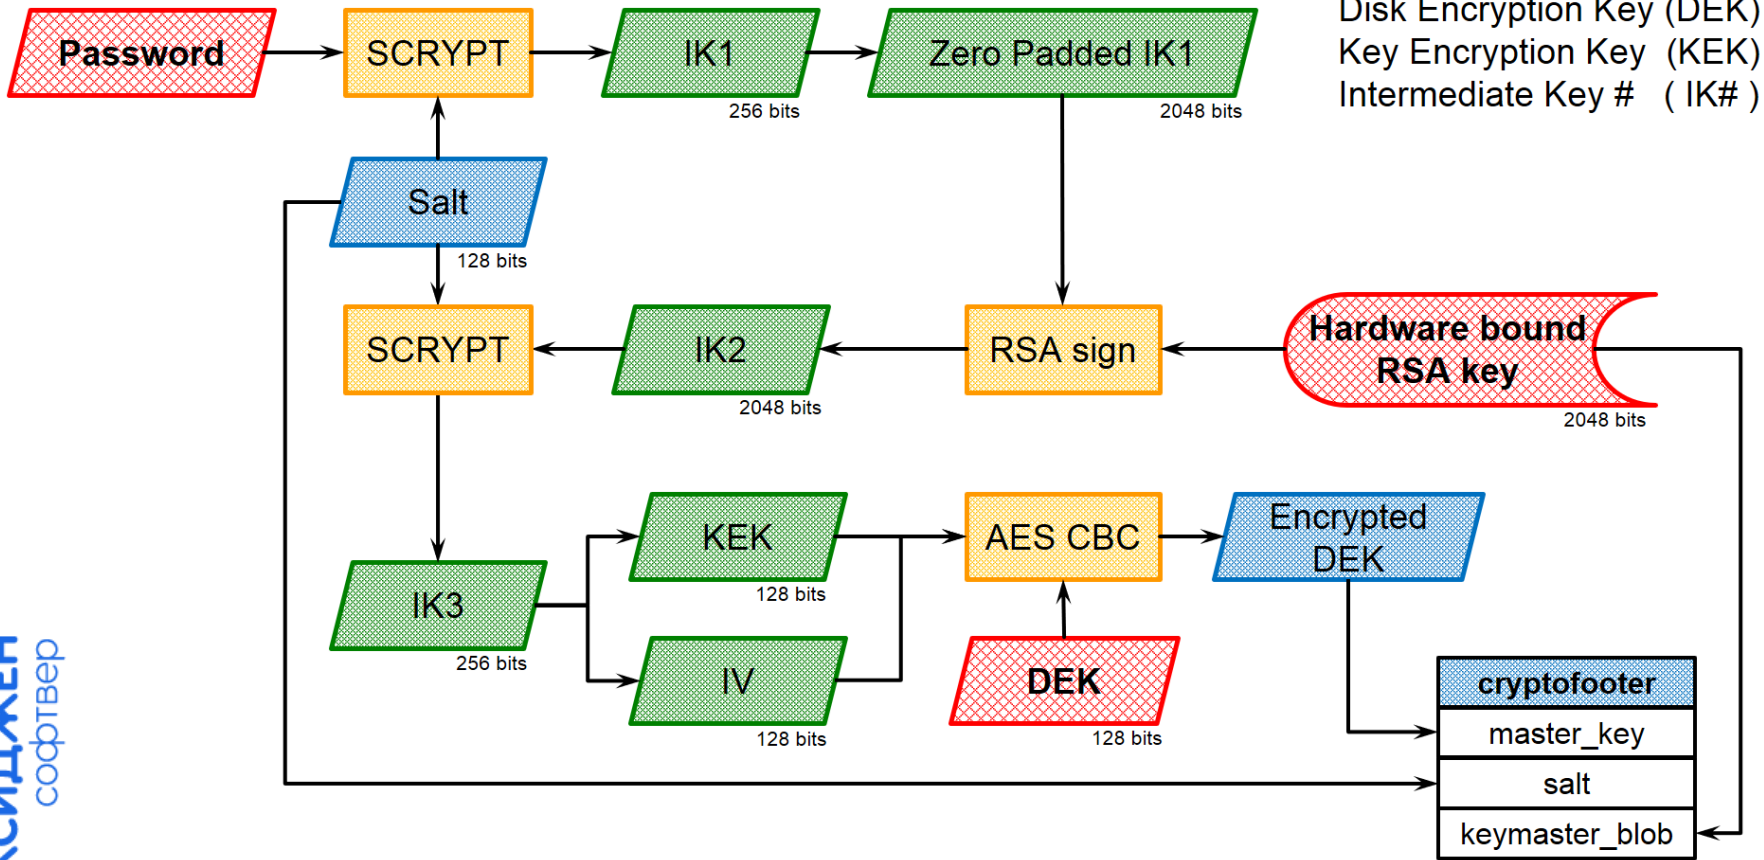 Password
SCRYPT
IK1
256 bits
Zero Padded IK1
2048 bits
Disk Encryption Key (DEK)
Key Encryption Key (KEK)
Intermediate Key # ( IK# )
Salt
128 bits
SCRYPT
IK2
2048 bits
RSA sign
Hardware bound
RSA key
2048 bits
IK3
256 bits
KEK
128 bits
IV
128 bits
AES CBC
DEK
128 bits
Encrypted
DEK
cryptofooter
master_key
salt
keymaster_blob
софтвер